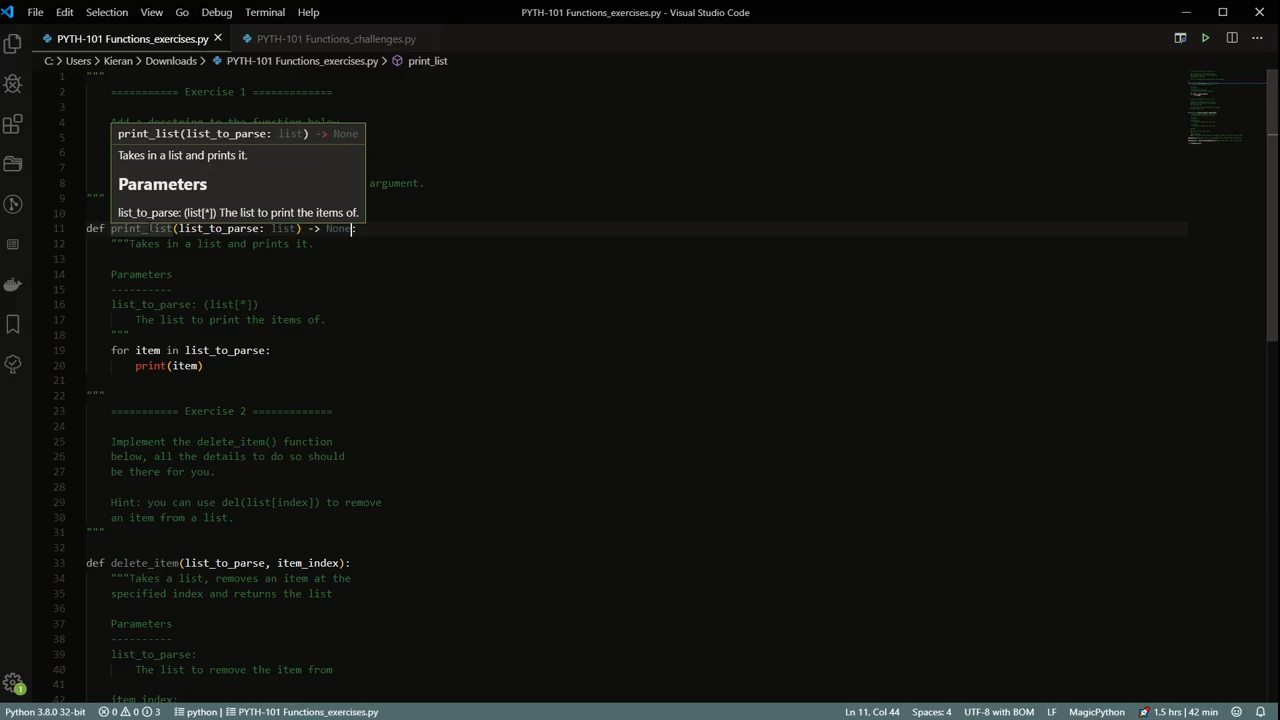 File Edit Selection View Go Debug Terminal Help
PYTH-101 Functions_exercises.py - Visual Studio Code
PYTH-101 Functions_exercises.py
PYTH-101 Functions_challenges.py
C: > Users > Kieran > Downloads > PYTH-101 Functions_exercises.py > print_list
1 """
2 =========== Exercise 1 =============
3
4 Add a docstring to the function below
5
6
7
8 argument.
9 """
10
print_list(list_to_parse: list) -> None
Takes in a list and prints it.
Parameters
list_to_parse: (list[*]) The list to print the items of.
11 def print_list(list_to_parse: list) -> None:
12 """Takes in a list and prints it.
13
14 Parameters
15 ----------
16 list_to_parse: (list[*])
17 The list to print the items of.
18 """
19 for item in list_to_parse:
20 print(item)
21
22 """
23 =========== Exercise 2 =============
24
25 Implement the delete_item() function
26 below, all the details to do so should
27 be there for you.
28
29 Hint: you can use del(list[index]) to remove
30 an item from a list.
31 """
32
33 def delete_item(list_to_parse, item_index):
34 """Takes a list, removes an item at the
35 specified index and returns the list
36
37 Parameters
38 ----------
39 list_to_parse:
40 The list to remove the item from
41
42 item_index:
1
Python 3.8.0 32-bit 0 0 3 python | PYTH-101 Functions_exercises.py Ln 11, Col 44 Spaces: 4 UTF-8 with BOM LF MagicPython 1.5 hrs | 42 min